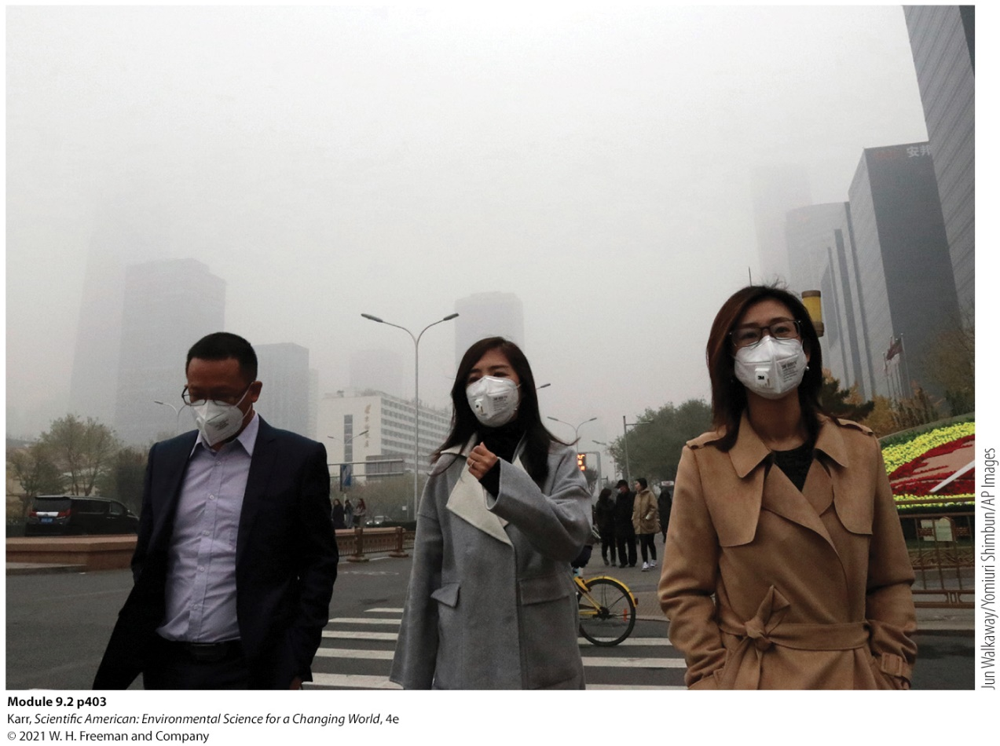 安邦
3M
Jun Walkaway/Yomiuri Shimbun/AP Images
Module 9.2 p403
Karr, Scientific American: Environmental Science for a Changing World, 4e
© 2021 W. H. Freeman and Company